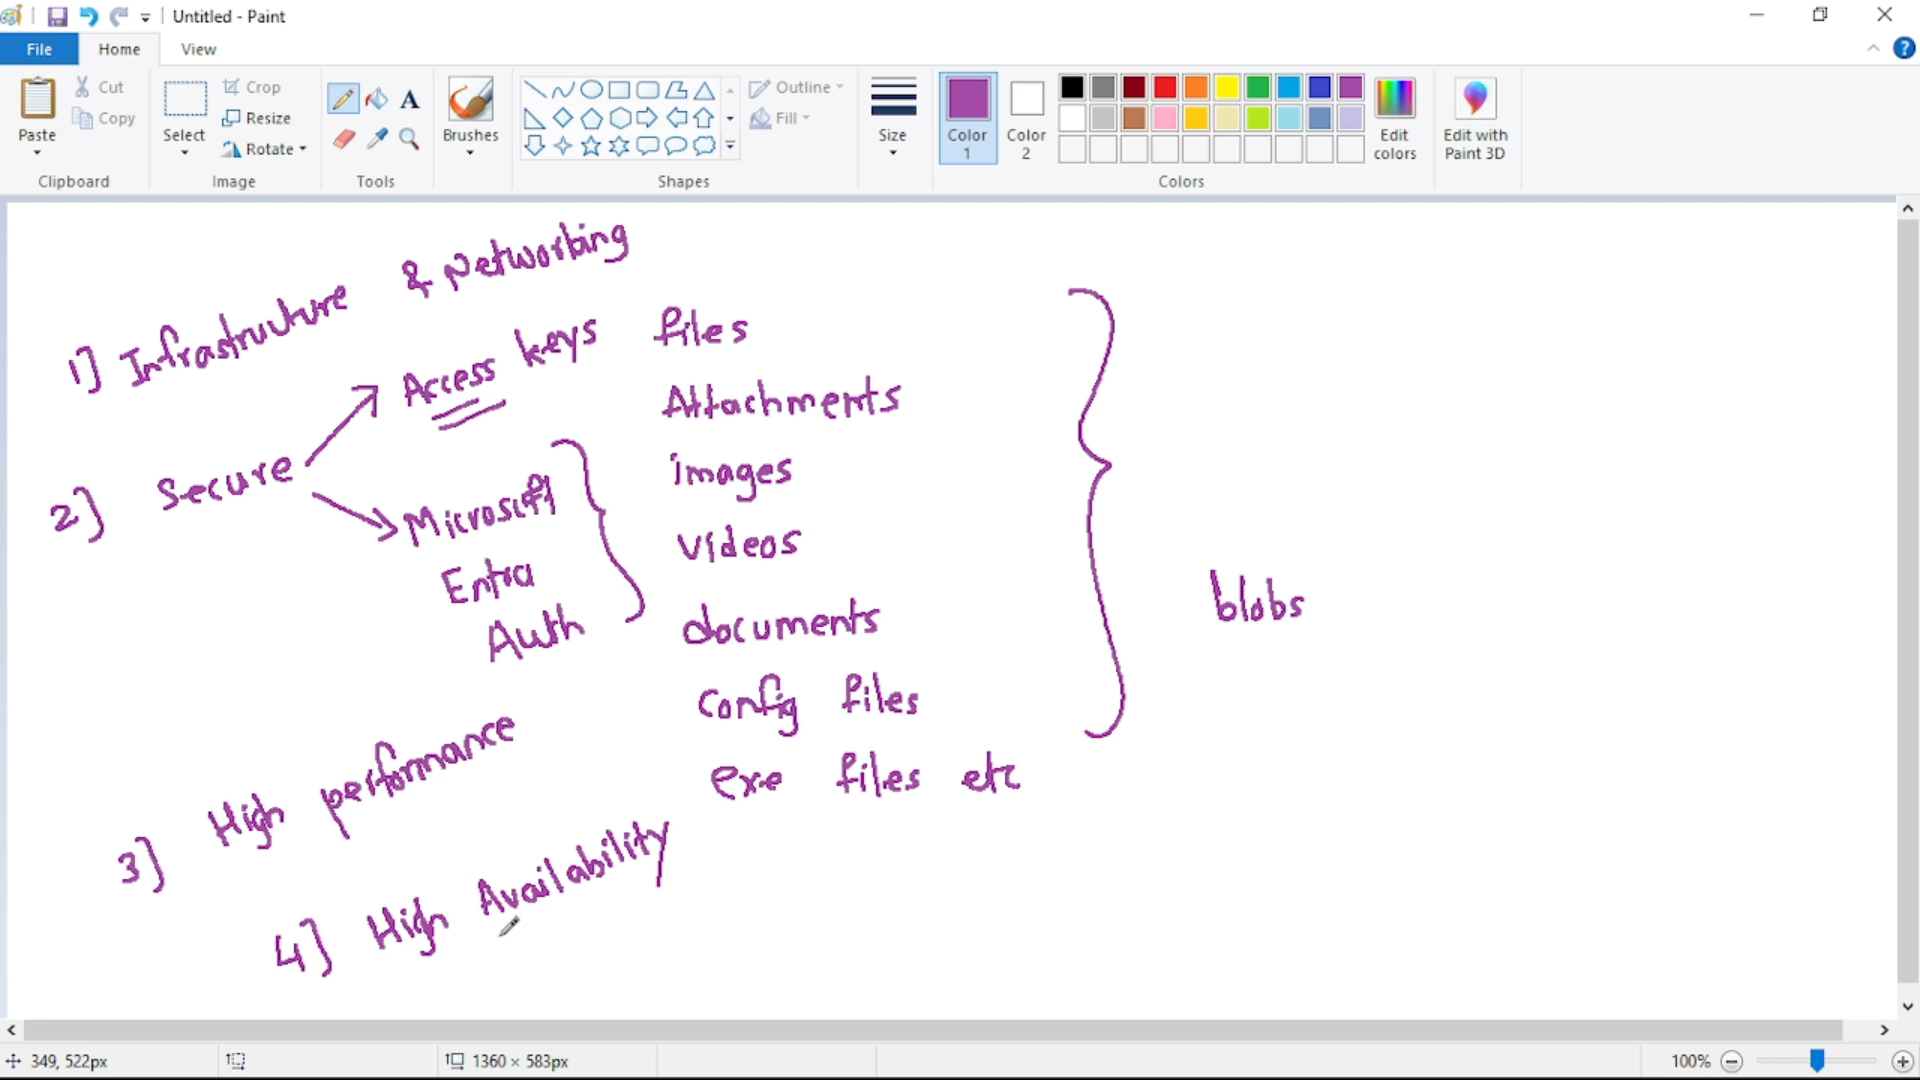 Untitled - Paint
File Home View
Paste
Cut
Copy
Clipboard
Select
Crop
Resize
Rotate
Image
Tools
Brushes
Shapes
Outline
Fill
Size
Color 1
Color 2
Colors
Edit colors
Edit with Paint 3D
1] Infrastructure & Networking
2] Secure
Access keys
Microsoft
Entra
Auth
3] High performance
4] High Availability
files
Attachments
images
videos
documents
config files
exe files etc
blobs
349, 522px
1360 × 583px
100%